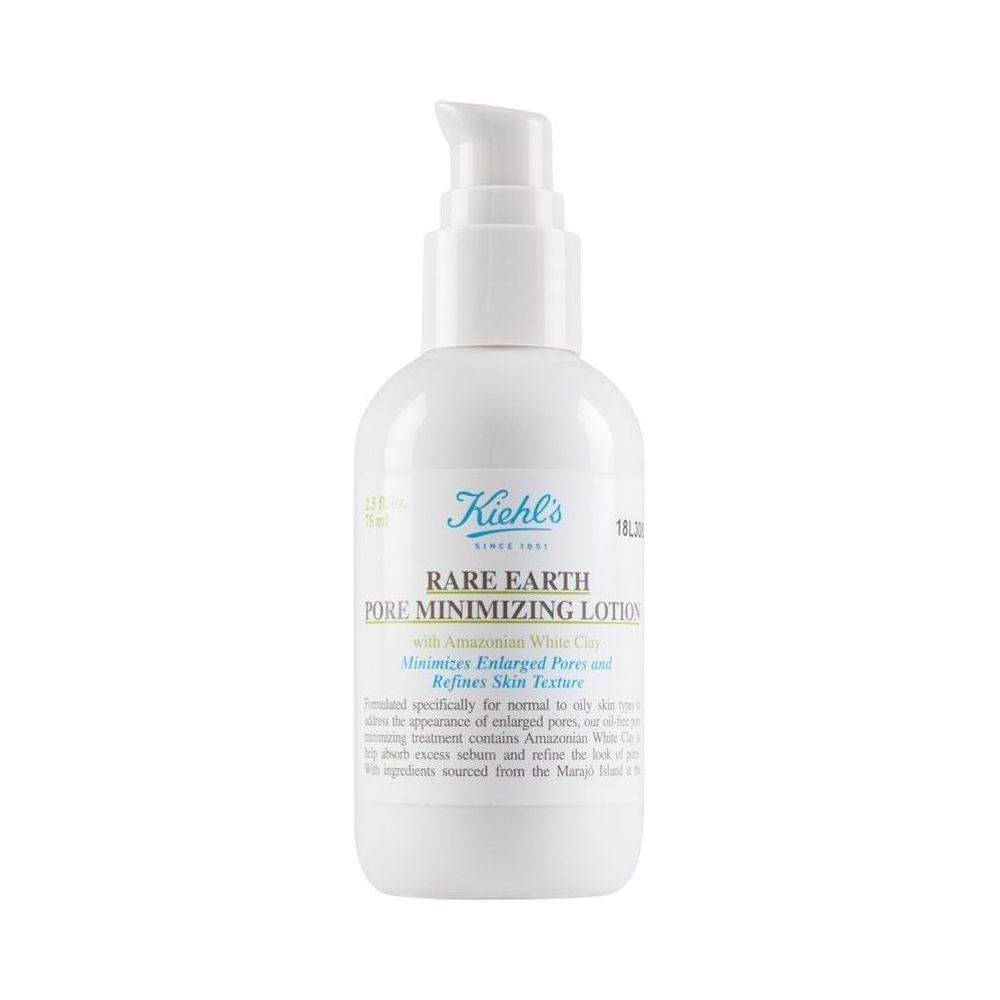 2.5 fl. oz.
75 ml
Kiehl's
SINCE 1851
18L308
RARE EARTH
PORE MINIMIZING LOTION
with Amazonian White Clay
Minimizes Enlarged Pores and
Refines Skin Texture
Formulated specifically for normal to oily skin types to
address the appearance of enlarged pores, our oil-free pore
minimizing treatment contains Amazonian White Clay to
help absorb excess sebum and refine the look of pores.
With ingredients sourced from the Marajó Island at the